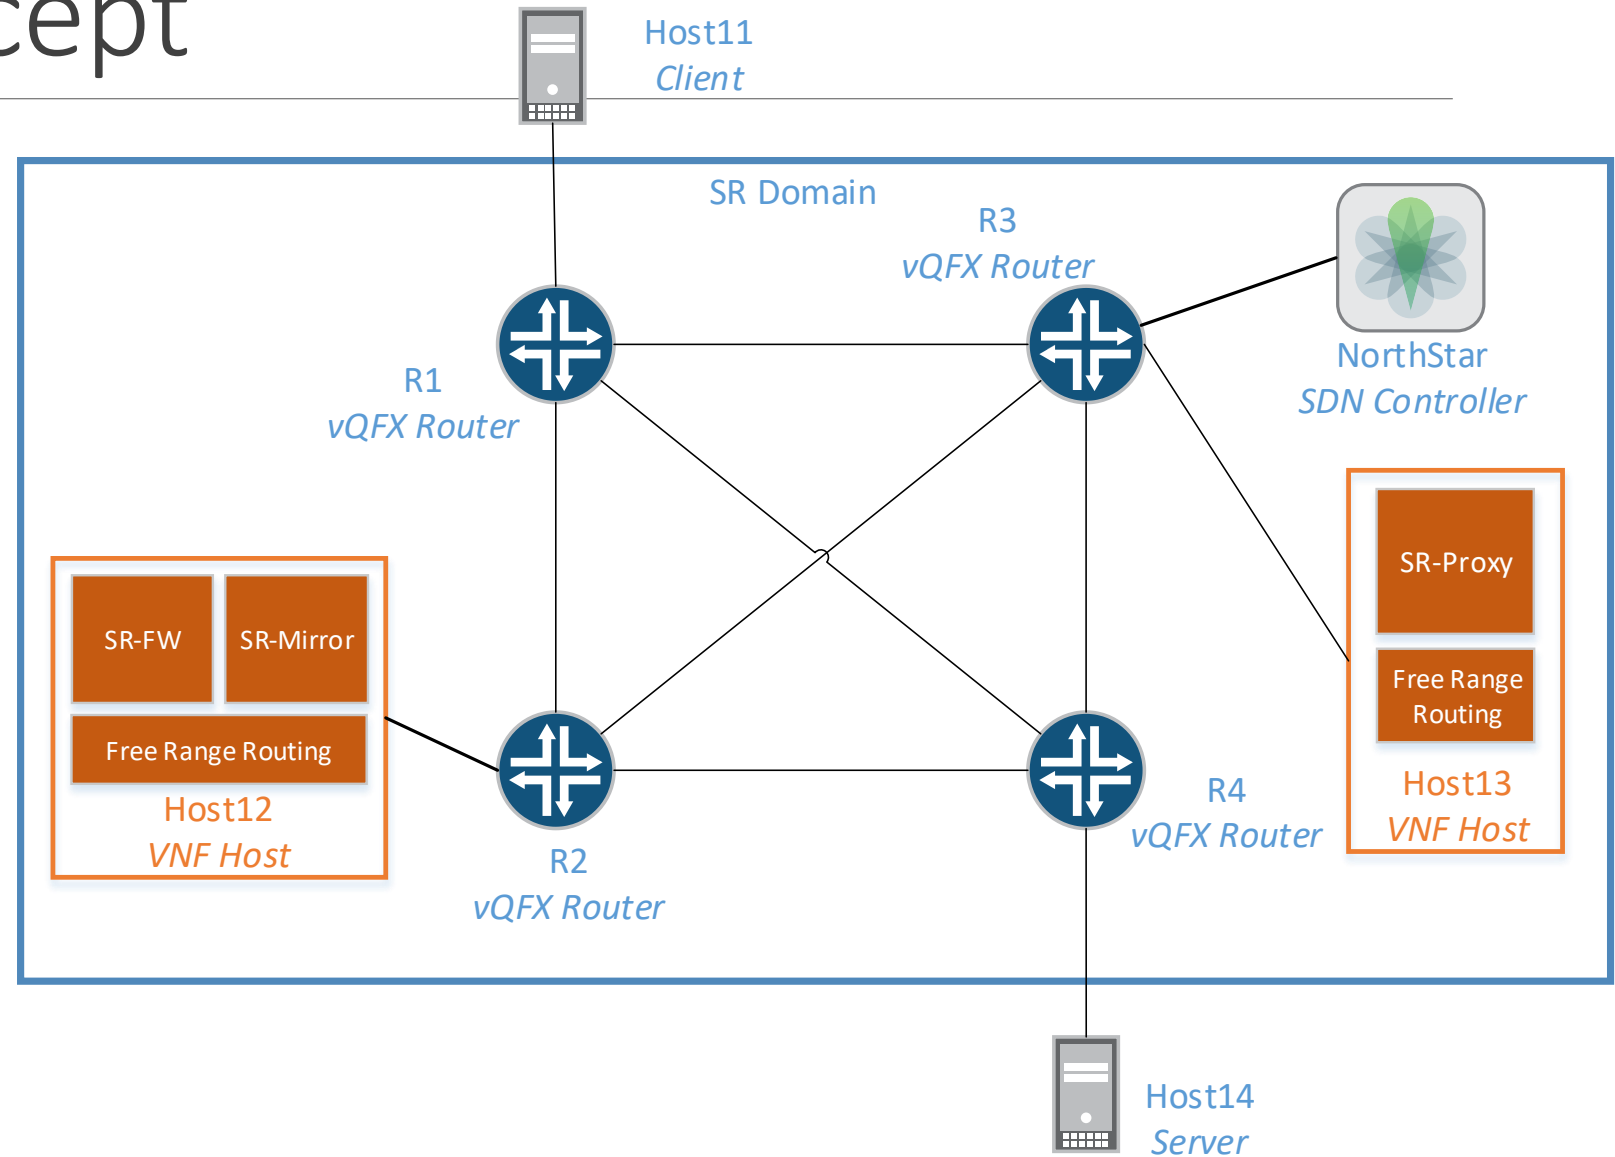 Host11
Client
SR Domain
R3
vQFX Router
R1
vQFX Router
NorthStar
SDN Controller
SR-Proxy
Free Range
Routing
Host13
VNF Host
SR-FW
SR-Mirror
Free Range Routing
Host12
VNF Host
R2
vQFX Router
R4
vQFX Router
Host14
Server